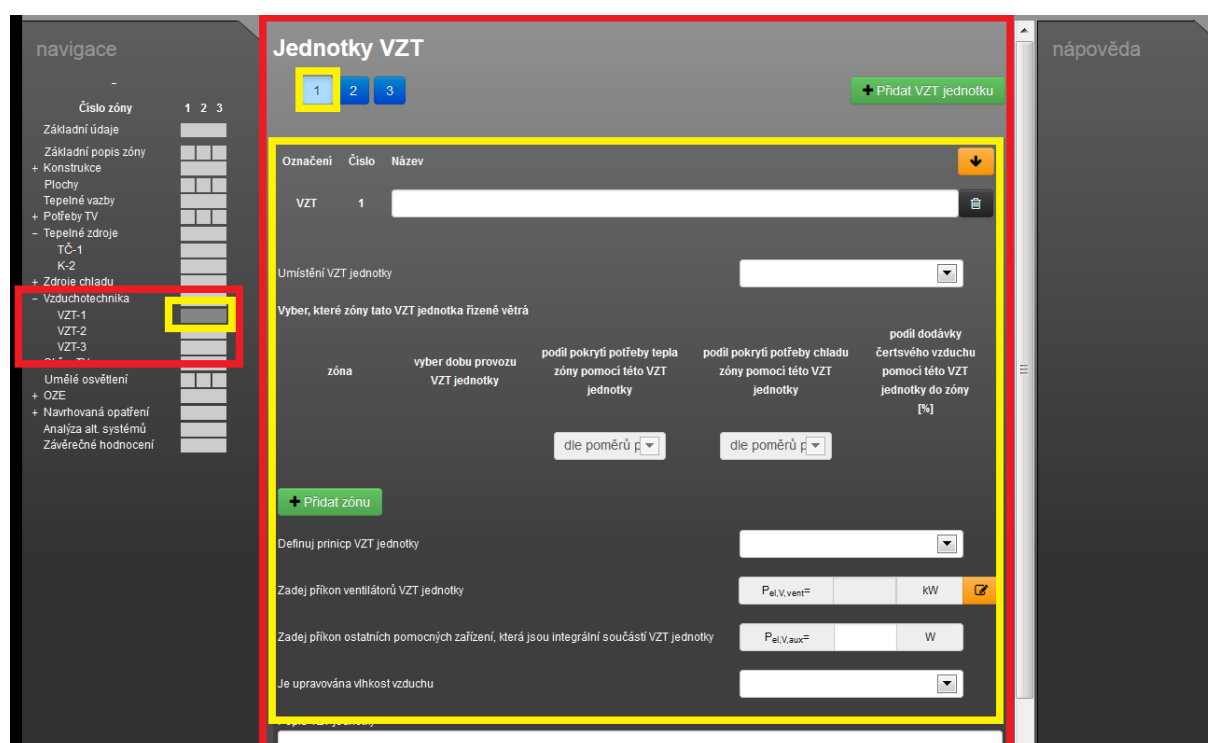 navigace
-
Číslo zóny 1 2 3
Základní údaje
Základní popis zóny
+ Konstrukce
Plochy
Tepelné vazby
+ Potřeby TV
− Tepelné zdroje
TČ-1
K-2
+ Zdroje chladu
− Vzduchotechnika
VZT-1
VZT-2
VZT-3
Umělé osvětlení
+ OZE
+ Navrhovaná opatření
Analýza alt. systémů
Závěrečné hodnocení
Jednotky VZT
1 2 3
+ Přidat VZT jednotku
Označení Číslo Název
VZT 1
Umístění VZT jednotky
Vyber, které zóny tato VZT jednotka řízeně větrá
zóna
vyber dobu provozu
VZT jednotky
podíl pokrytí potřeby tepla
zóny pomocí této VZT
jednotky
podíl pokrytí potřeby chladu
zóny pomocí této VZT
jednotky
podíl dodávky
čertsvého vzduchu
pomocí této VZT
jednotky do zóny
[%]
dle poměrů p dle poměrů p
+ Přidat zónu
Definuj prinicp VZT jednotky
Zadej příkon ventilátorů VZT jednotky Pel,V,vent= kW
Zadej příkon ostatních pomocných zařízení, která jsou integrální součástí VZT jednotky Pel,V,aux= W
Je upravována vlhkost vzduchu
nápověda